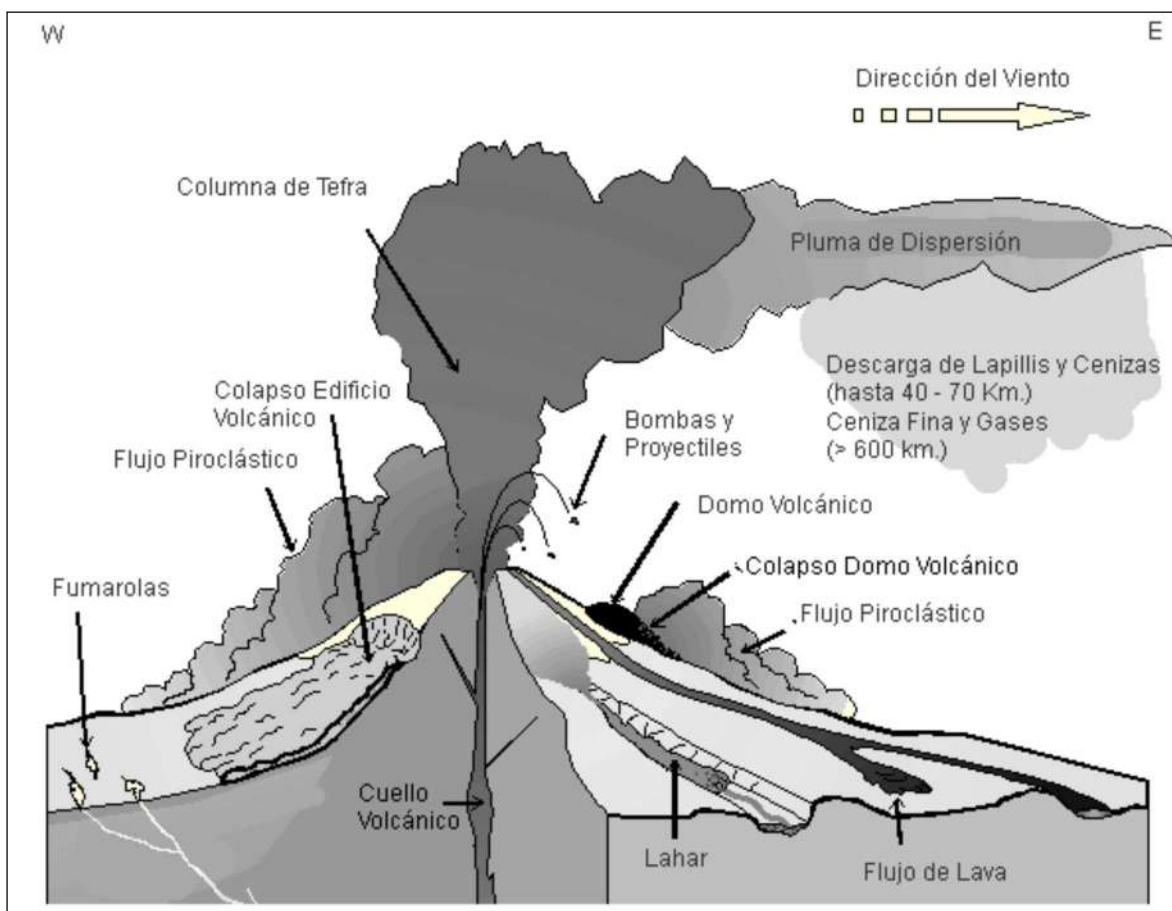 W
E
Dirección del Viento
Columna de Tefra
Pluma de Dispersión
Descarga de Lapillis y Cenizas
(hasta 40 - 70 Km.)
Ceniza Fina y Gases
(> 600 km.)
Colapso Edificio
Volcánico
Bombas y
Proyectiles
Flujo Piroclástico
Domo Volcánico
Colapso Domo Volcánico
Fumarolas
Flujo Piroclástico
Cuello
Volcánico
Lahar
Flujo de Lava